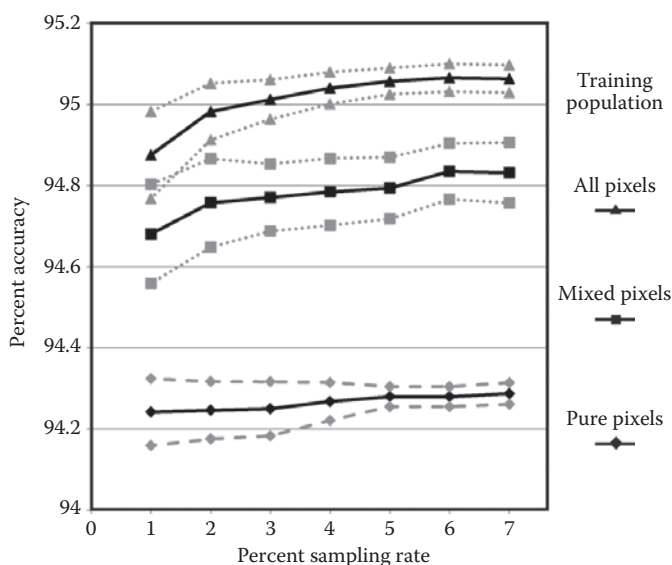 95.2
95
94.8
94.6
94.4
94.2
94
0 1 2 3 4 5 6 7
Percent accuracy
Percent sampling rate
Training
population
All pixels
Mixed pixels
Pure pixels